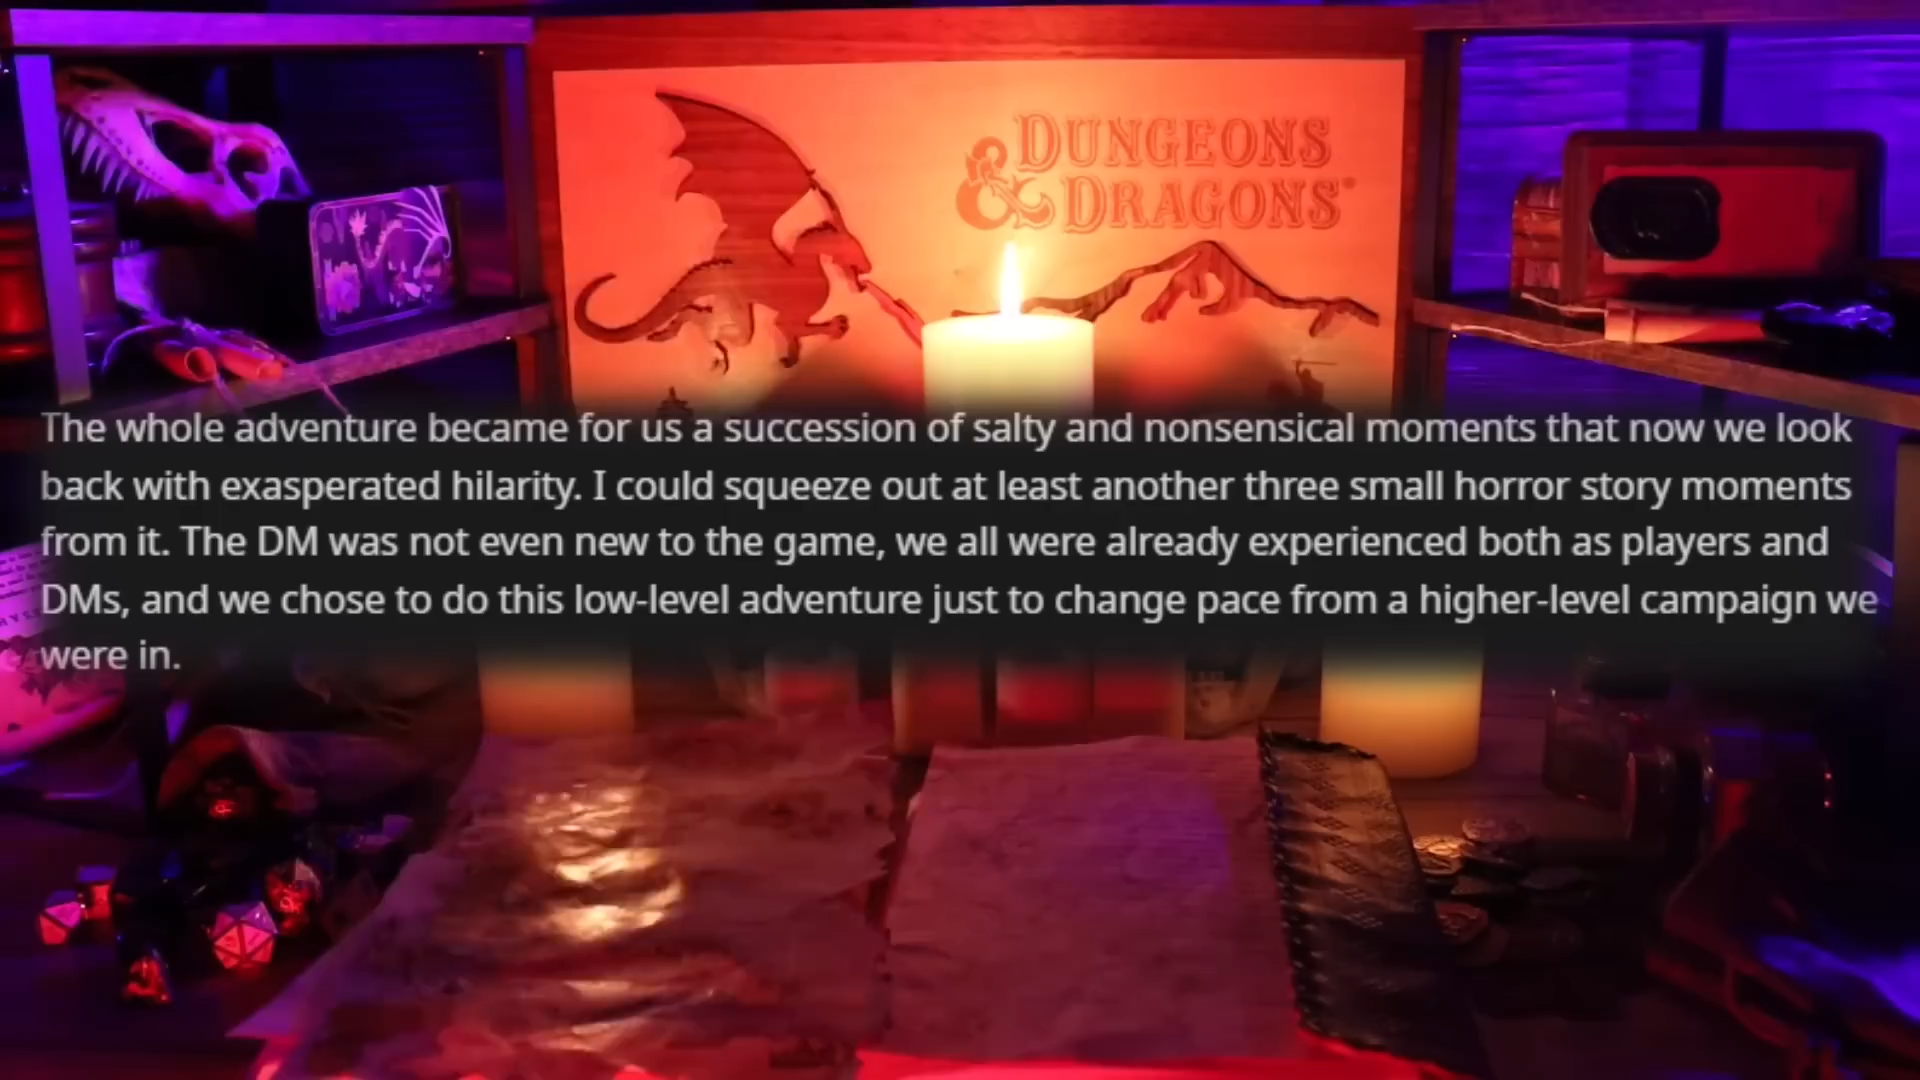 DUNGEONS
& DRAGONS
The whole adventure became for us a succession of salty and nonsensical moments that now we look
back with exasperated hilarity. I could squeeze out at least another three small horror story moments
from it. The DM was not even new to the game, we all were already experienced both as players and
DMs, and we chose to do this low-level adventure just to change pace from a higher-level campaign we
were in.